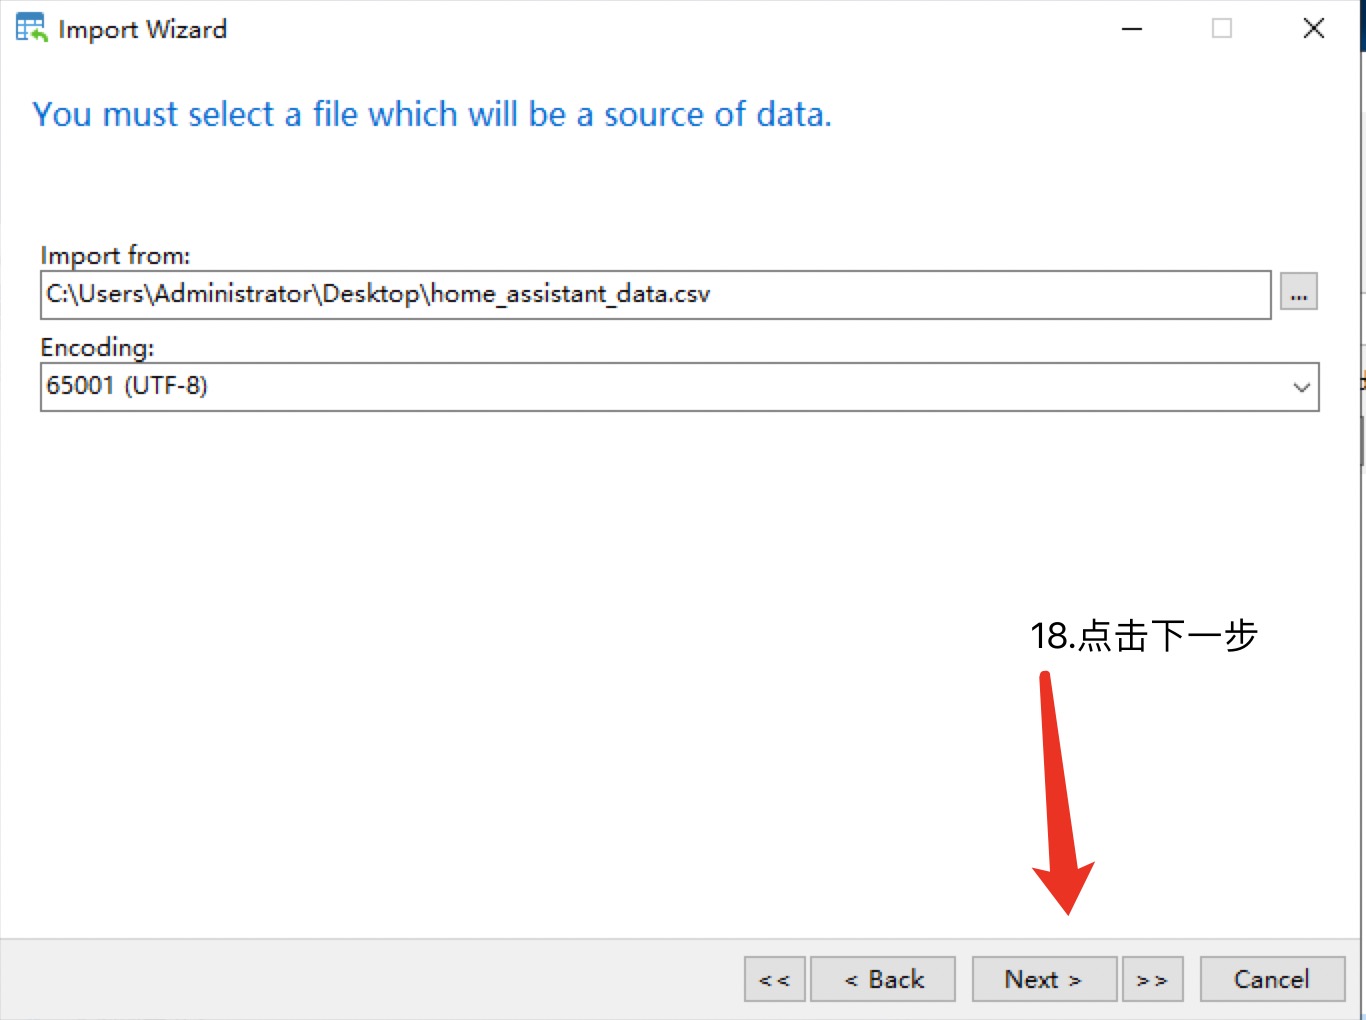 Import Wizard
You must select a file which will be a source of data.
Import from:
C:\Users\Administrator\Desktop\home_assistant_data.csv
...
Encoding:
65001 (UTF-8)
18.点击下一步
<< < Back Next > >> Cancel